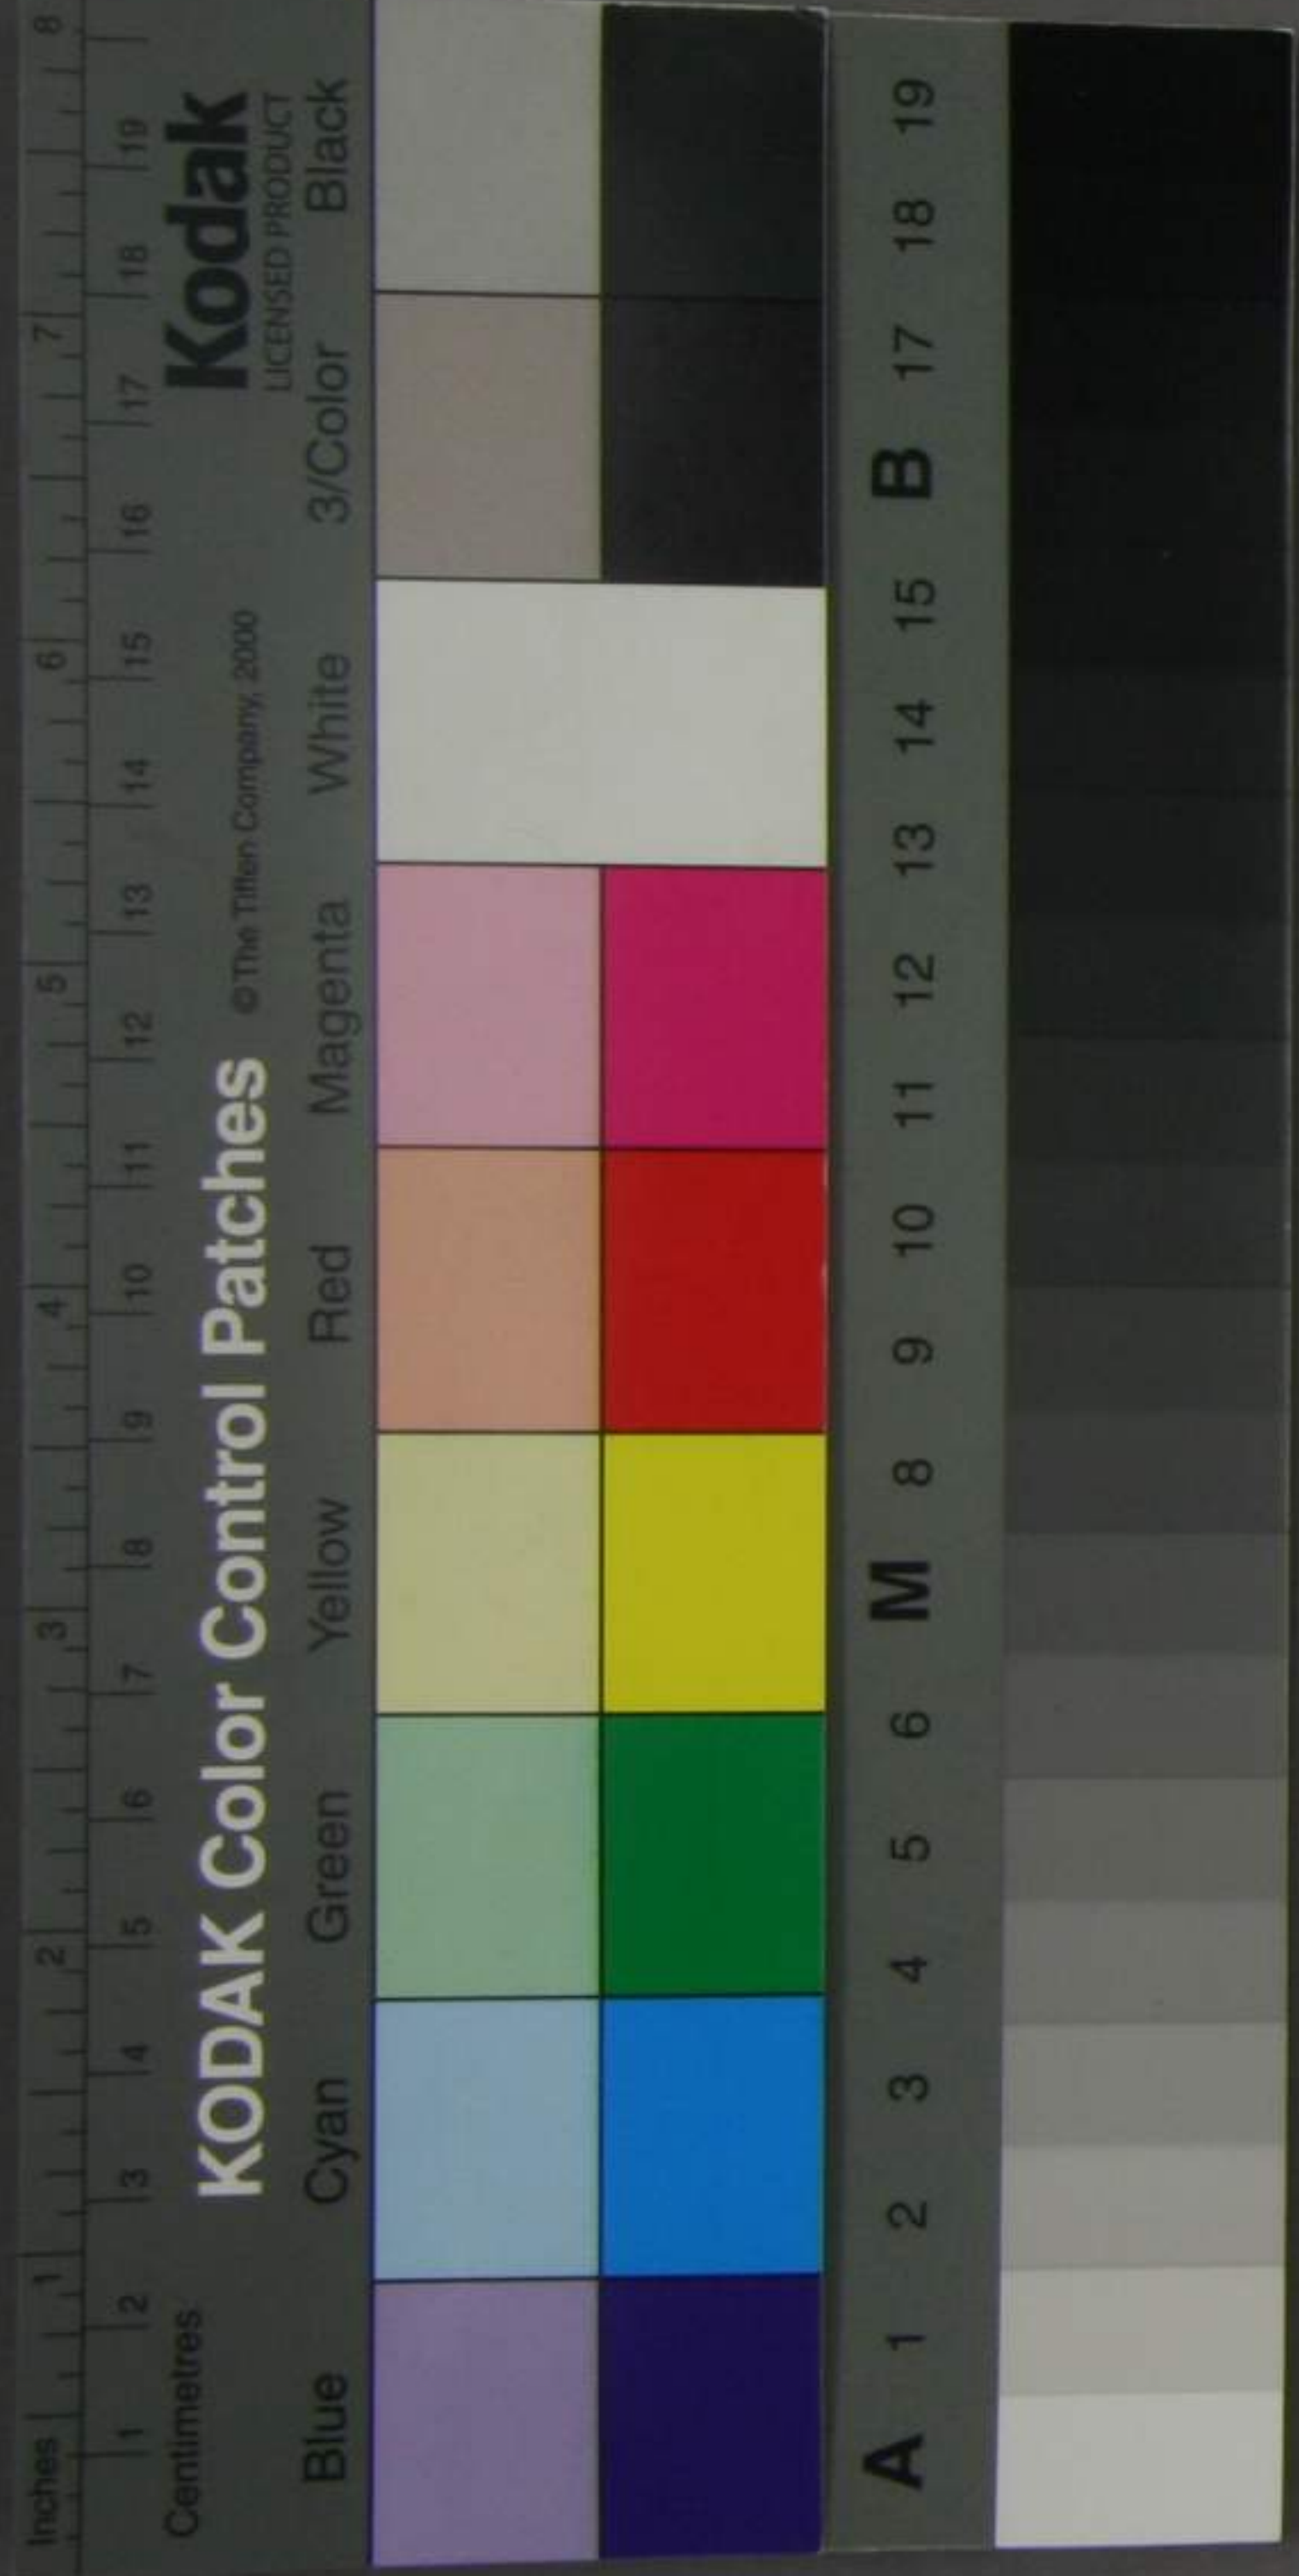 Inches 1 2 3 4 5 6 7 8
Centimetres 1 2 3 4 5 6 7 8 9 10 11 12 13 14 15 16 17 18 19
KODAK Color Control Patches ©The Tiffen Company, 2000 Kodak
LICENSED PRODUCT
Blue Cyan Green Yellow Red Magenta White 3/Color Black
A 1 2 3 4 5 6 M 8 9 10 11 12 13 14 15 B 17 18 19